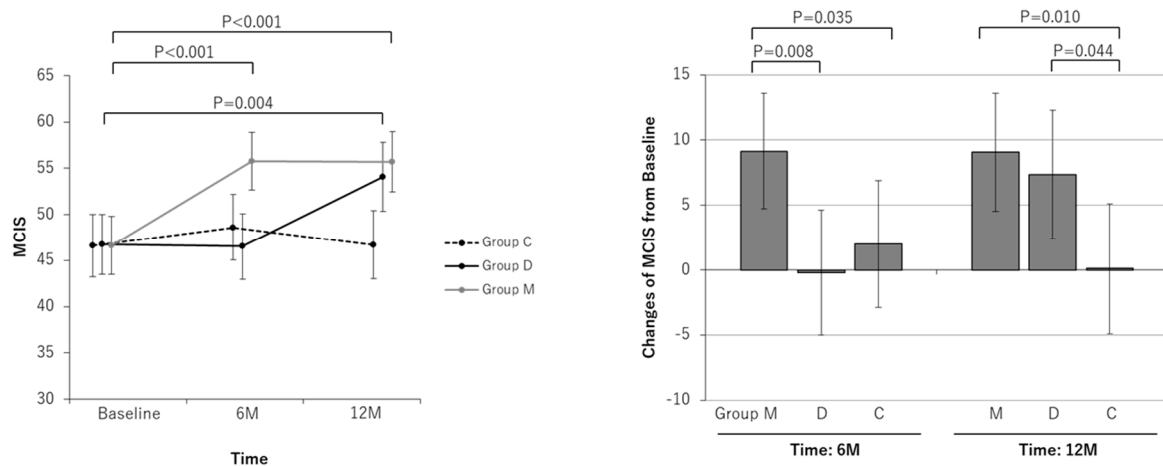 P<0.001
P<0.001
P=0.004
65
60
55
50
45
40
35
30
MCIS
Baseline
6M
12M
Time
Group C
Group D
Group M
P=0.035
P=0.008
P=0.010
P=0.044
15
10
5
0
-5
-10
Changes of MCIS from Baseline
Group M D C
M D C
Time: 6M
Time: 12M